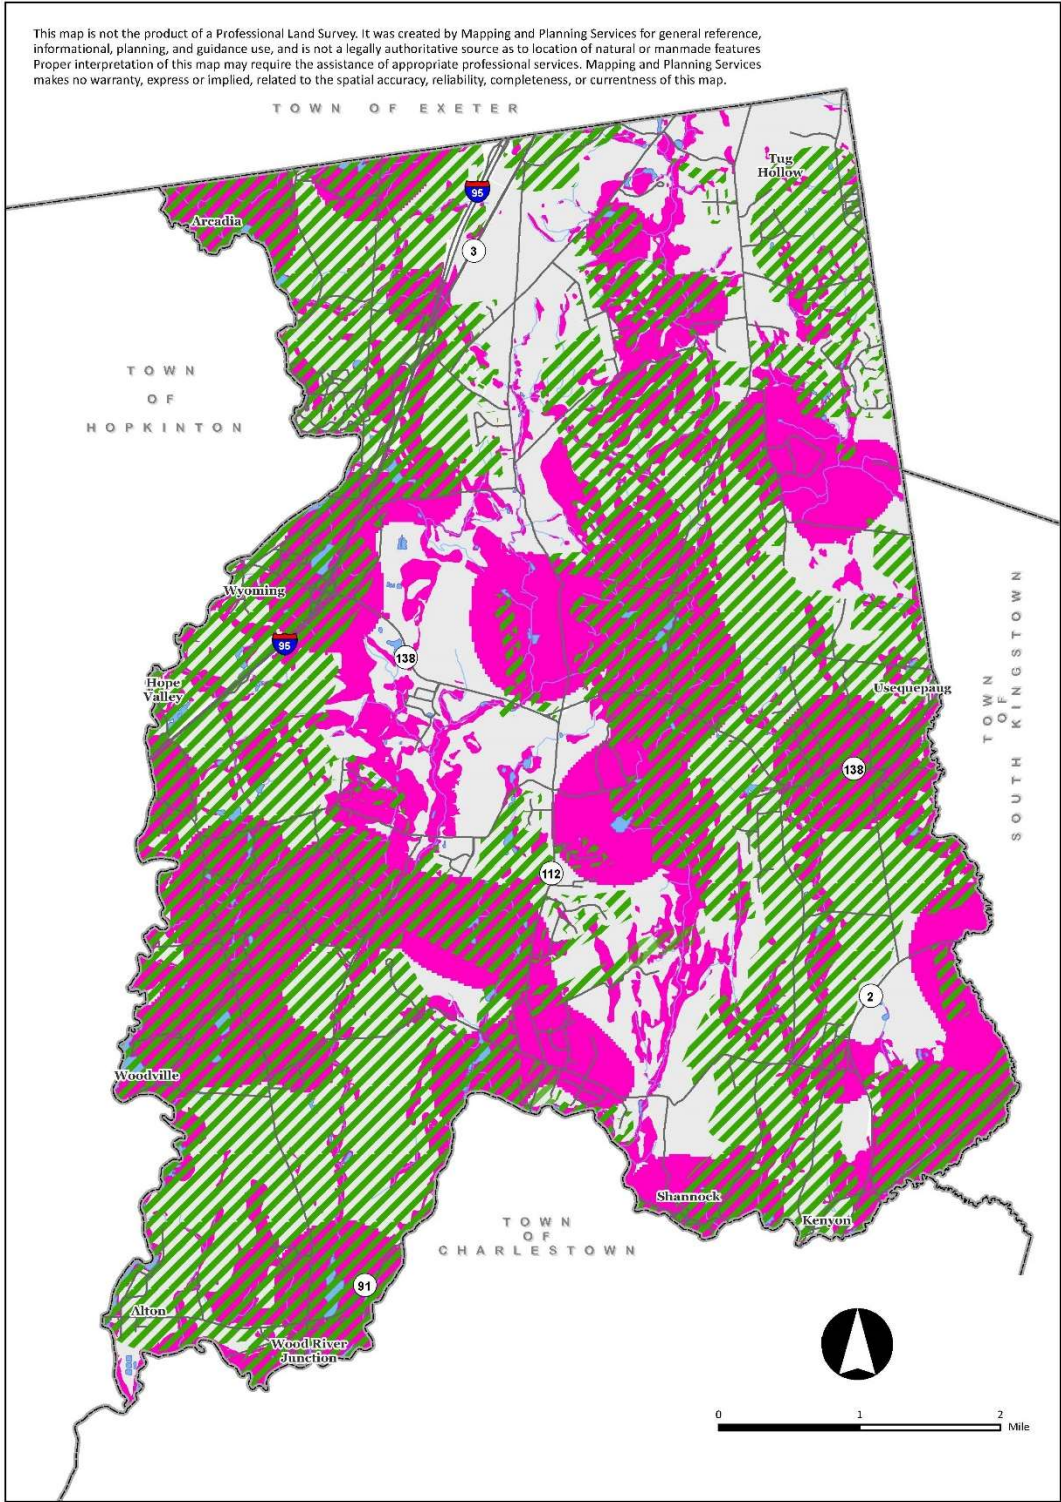 This map is not the product of a Professional Land Survey. It was created by Mapping and Planning Services for general reference,
informational, planning, and guidance use, and is not a legally authoritative source as to location of natural or manmade features
Proper interpretation of this map may require the assistance of appropriate professional services. Mapping and Planning Services
makes no warranty, express or implied, related to the spatial accuracy, reliability, completeness, or currentness of this map.
TOWN OF EXETER
Tug
Hollow
95
Arcadia
3
TOWN
OF
HOPKINTON
Wyoming
95
138
Hope
Valley
Usequepaug
TOWN
OF
SOUTH KINGSTOWN
138
112
2
Woodville
Shannock
Kenyon
TOWN
OF
CHARLESTOWN
91
Alton
Wood River
Junction
0 1 2
Mile